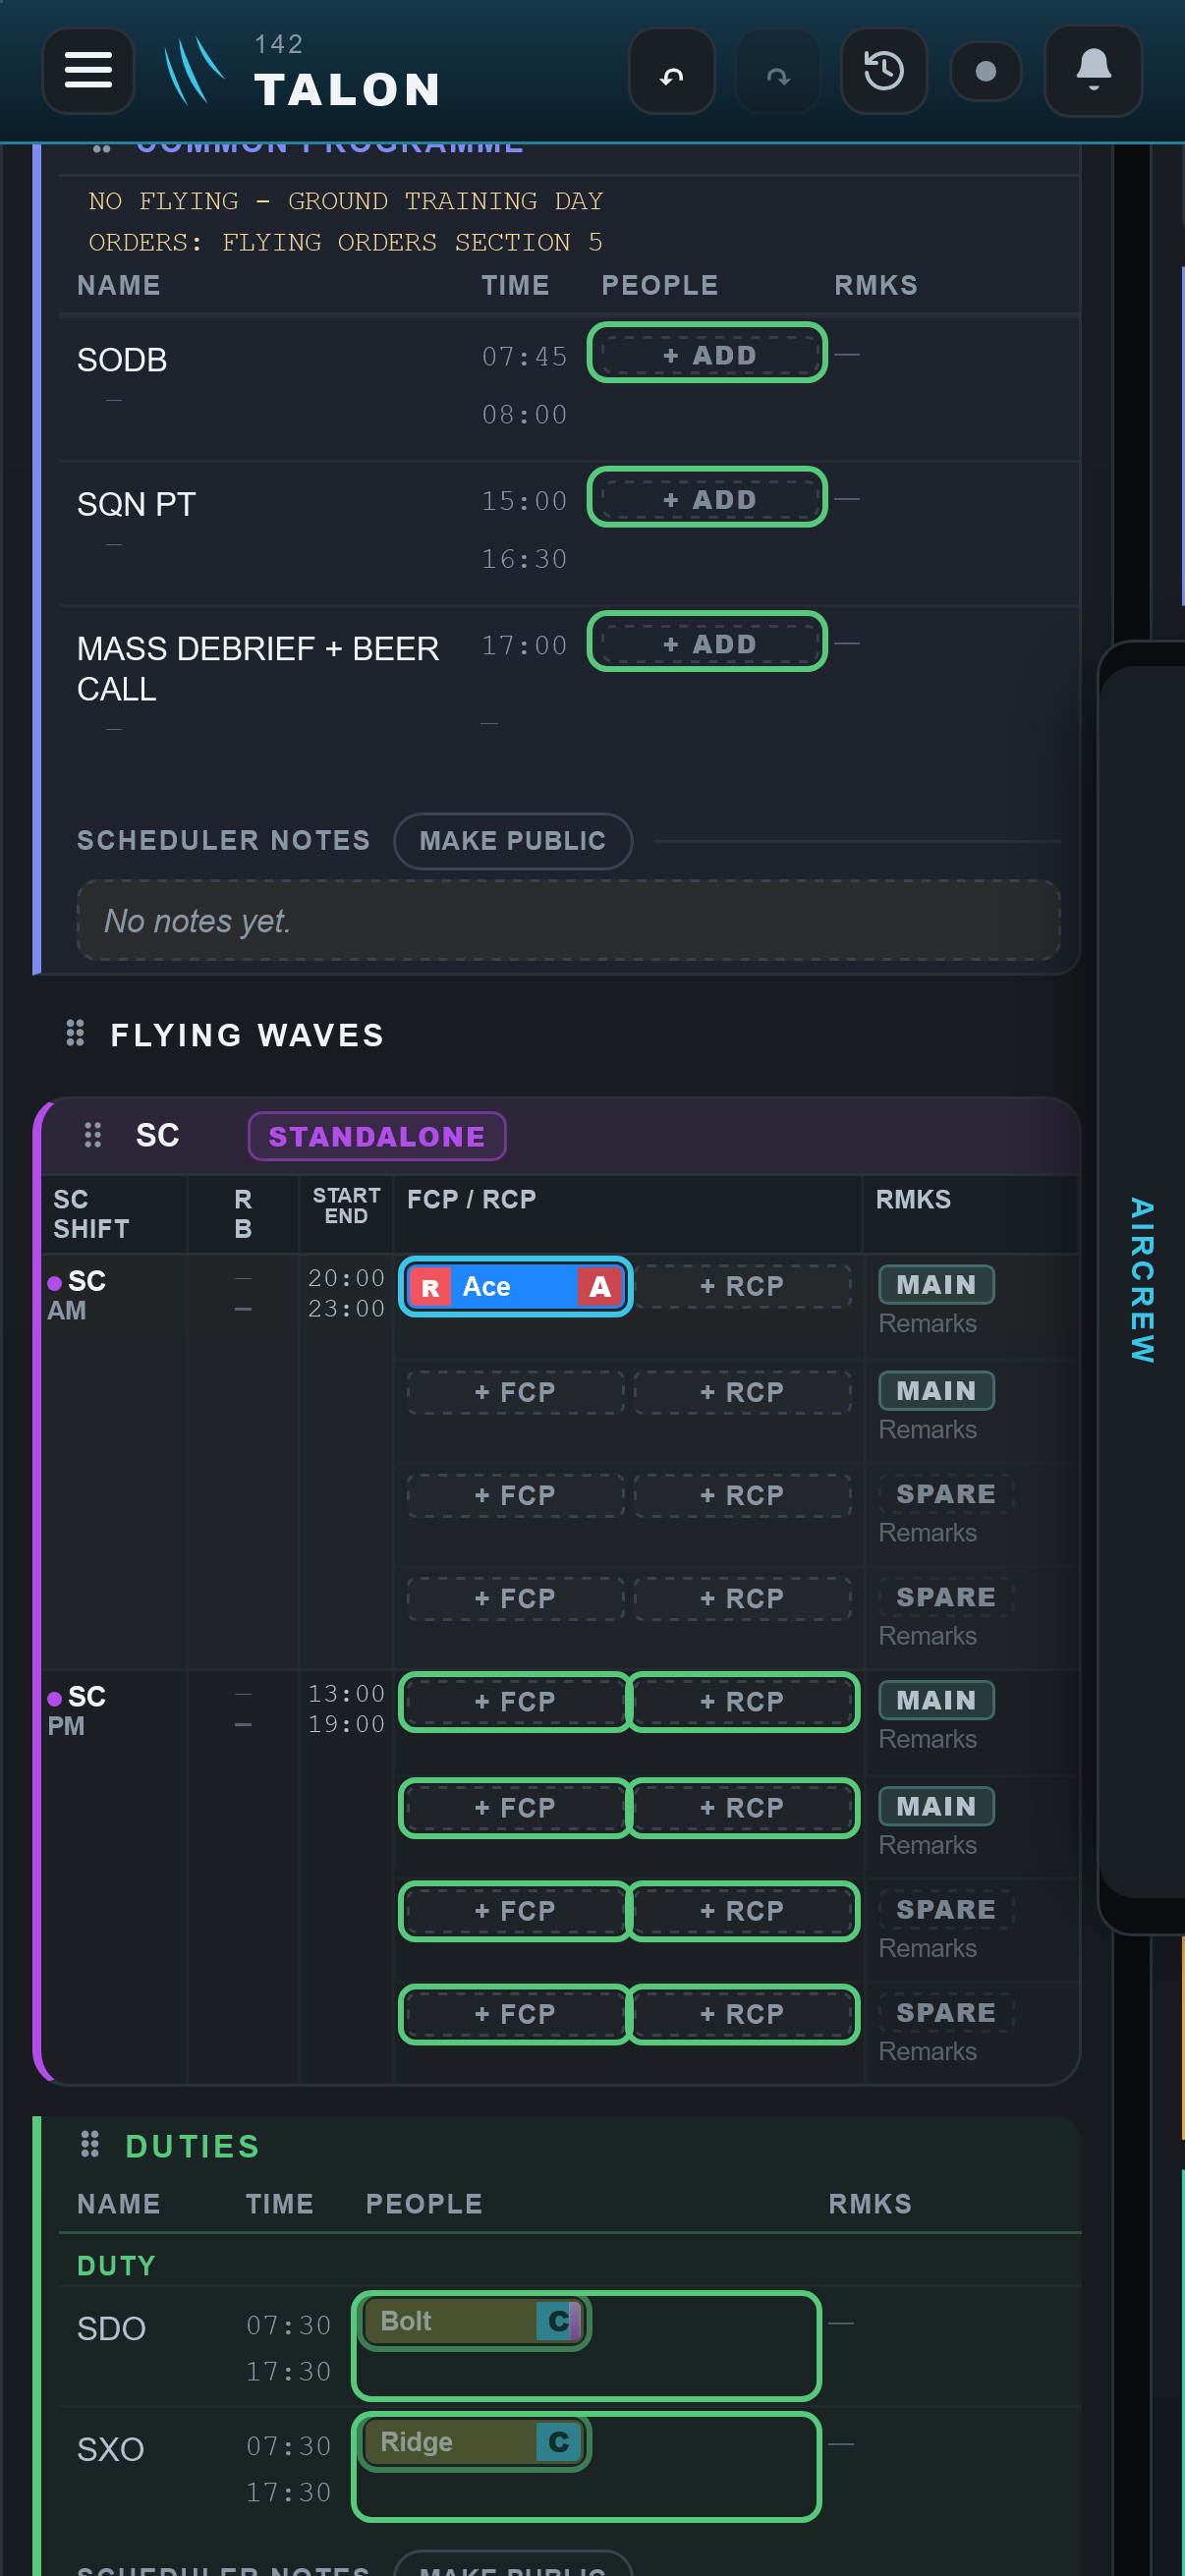 142
TALON
COMMON PROGRAMME
NO FLYING - GROUND TRAINING DAY
ORDERS: FLYING ORDERS SECTION 5
NAME TIME PEOPLE RMKS
SODB 07:45 + ADD —
— 08:00
SQN PT 15:00 + ADD —
— 16:30
MASS DEBRIEF + BEER 17:00 + ADD —
CALL
— —
SCHEDULER NOTES MAKE PUBLIC
No notes yet.
FLYING WAVES
SC STANDALONE
SC R START FCP / RCP RMKS
SHIFT B END
SC — 20:00 R Ace A + RCP MAIN
AM — 23:00 Remarks
+ FCP + RCP MAIN
Remarks
+ FCP + RCP SPARE
Remarks
+ FCP + RCP SPARE
Remarks
SC — 13:00 + FCP + RCP MAIN
PM — 19:00 Remarks
+ FCP + RCP MAIN
Remarks
+ FCP + RCP SPARE
Remarks
+ FCP + RCP SPARE
Remarks
AIRCREW
DUTIES
NAME TIME PEOPLE RMKS
DUTY
SDO 07:30 Bolt C —
17:30
SXO 07:30 Ridge C —
17:30
SCHEDULER NOTES MAKE PUBLIC